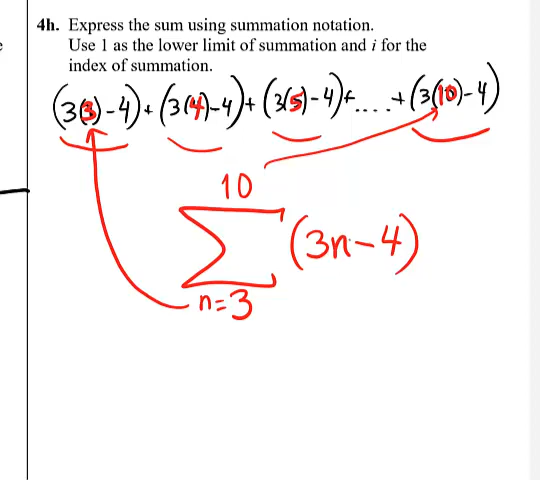 4h. Express the sum using summation notation.
Use 1 as the lower limit of summation and i for the
index of summation.
(3(3)-4)+(3(4)-4)+(3(5)-4)+....+(3(10)-4)
10
∑ (3n-4)
n=3